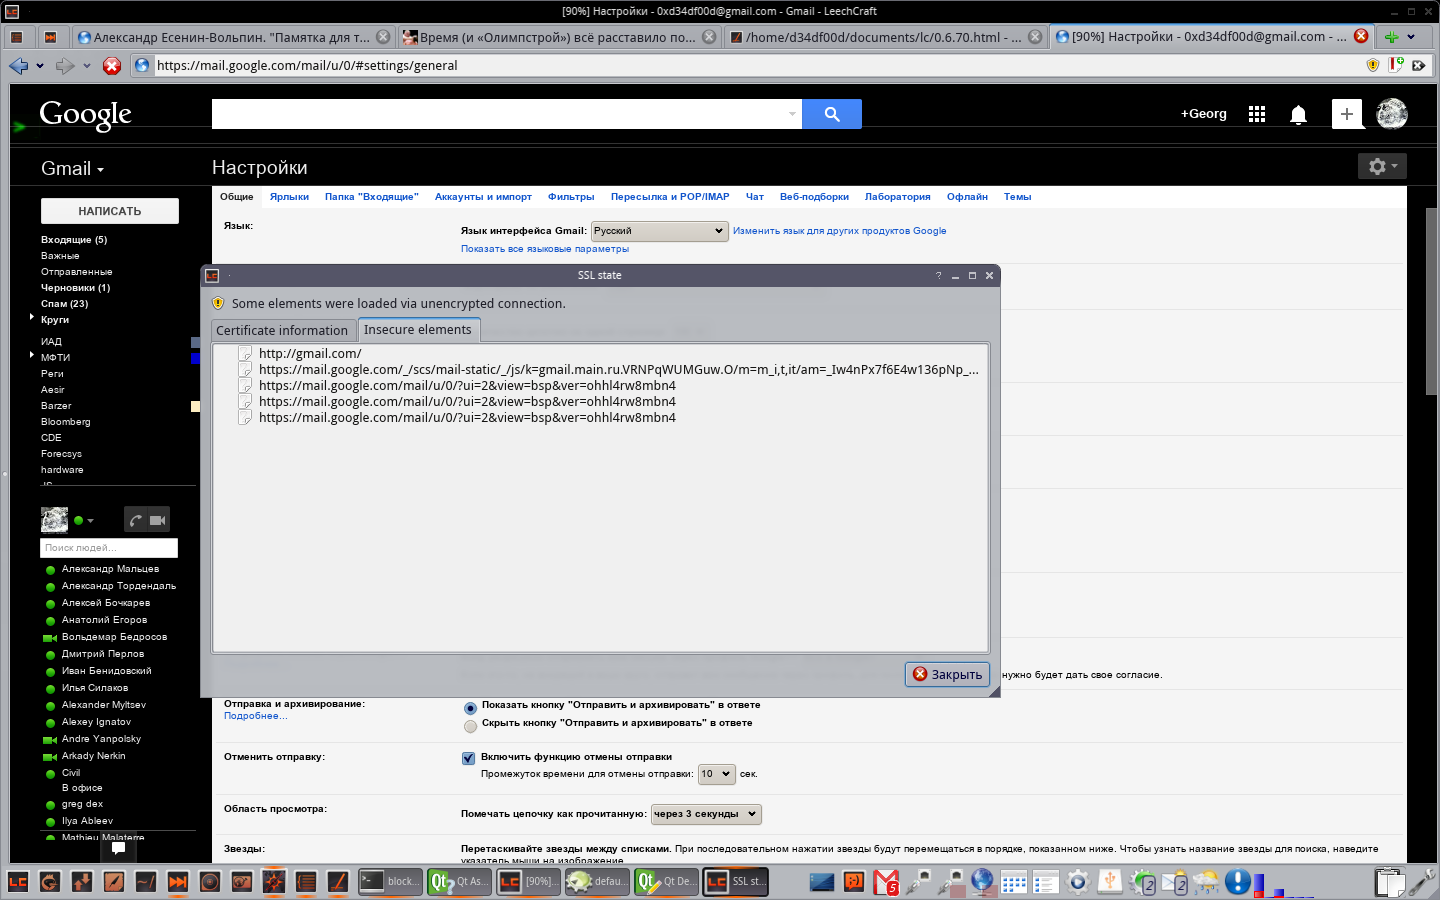 [90%] Настройки - 0xd34df00d@gmail.com - Gmail - LeechCraft
Александр Есенин-Вольпин. "Памятка для т...
Время (и «Олимпстрой») всё расставило по...
/home/d34df00d/documents/lc/0.6.70.html - ...
[90%] Настройки - 0xd34df00d@gmail.com - ...
https://mail.google.com/mail/u/0/#settings/general
Google
+Georg
Gmail
Настройки
Общие
Ярлыки
Папка "Входящие"
Аккаунты и импорт
Фильтры
Пересылка и POP/IMAP
Чат
Веб-подборки
Лаборатория
Офлайн
Темы
НАПИСАТЬ
Входящие (5)
Важные
Отправленные
Черновики (1)
Спам (23)
Круги
ИАД
МФТИ
Реги
Aesir
Barzer
Bloomberg
CDE
Forecsys
hardware
Поиск людей...
Александр Мальцев
Александр Тордендаль
Алексей Бочкарев
Анатолий Егоров
Вольдемар Бедросов
Дмитрий Перлов
Иван Бенидовский
Илья Силаков
Alexander Myltsev
Alexey Ignatov
Andre Yanpolsky
Arkady Nerkin
Civil
В офисе
greg dex
Ilya Ableev
Mathieu Malaterre
Язык:
Язык интерфейса Gmail: Русский Изменить язык для других продуктов Google
Показать все языковые параметры
SSL state
Some elements were loaded via unencrypted connection.
Certificate information
Insecure elements
http://gmail.com/
https://mail.google.com/_/scs/mail-static/_/js/k=gmail.main.ru.VRNPqWUMGuw.O/m=m_i,t,it/am=_Iw4nPx7f6E4w136pNp_...
https://mail.google.com/mail/u/0/?ui=2&view=bsp&ver=ohhl4rw8mbn4
https://mail.google.com/mail/u/0/?ui=2&view=bsp&ver=ohhl4rw8mbn4
https://mail.google.com/mail/u/0/?ui=2&view=bsp&ver=ohhl4rw8mbn4
Закрыть
нужно будет дать свое согласие.
Отправка и архивирование:
Подробнее...
Показать кнопку "Отправить и архивировать" в ответе
Скрыть кнопку "Отправить и архивировать" в ответе
Отменить отправку:
Включить функцию отмены отправки
Промежуток времени для отмены отправки: 10 сек.
Область просмотра:
Помечать цепочку как прочитанную: через 3 секунды
Звезды:
Перетаскивайте звезды между списками. При последовательном нажатии звезды будут перемещаться в порядке, показанном ниже. Чтобы узнать название звезды для поиска, наведите
указатель мыши на изображение.
LC
block...
Qt As...
[90%]...
defau...
Qt De...
SSL st...
5
2
2